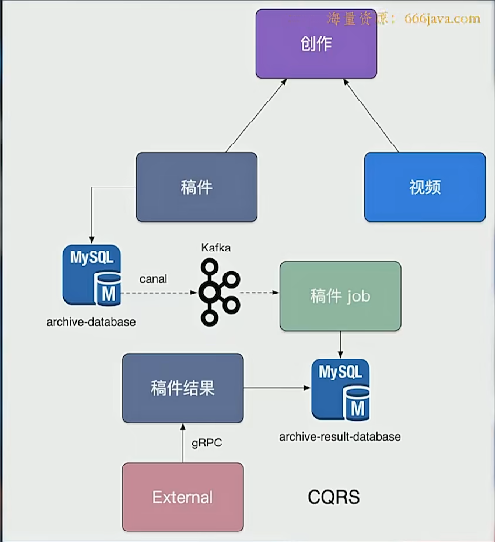 海量资源：666java.com
创作
稿件
视频
MySQL
M
archive-database
canal
Kafka
稿件 job
稿件结果
MySQL
M
archive-result-database
gRPC
External
CQRS